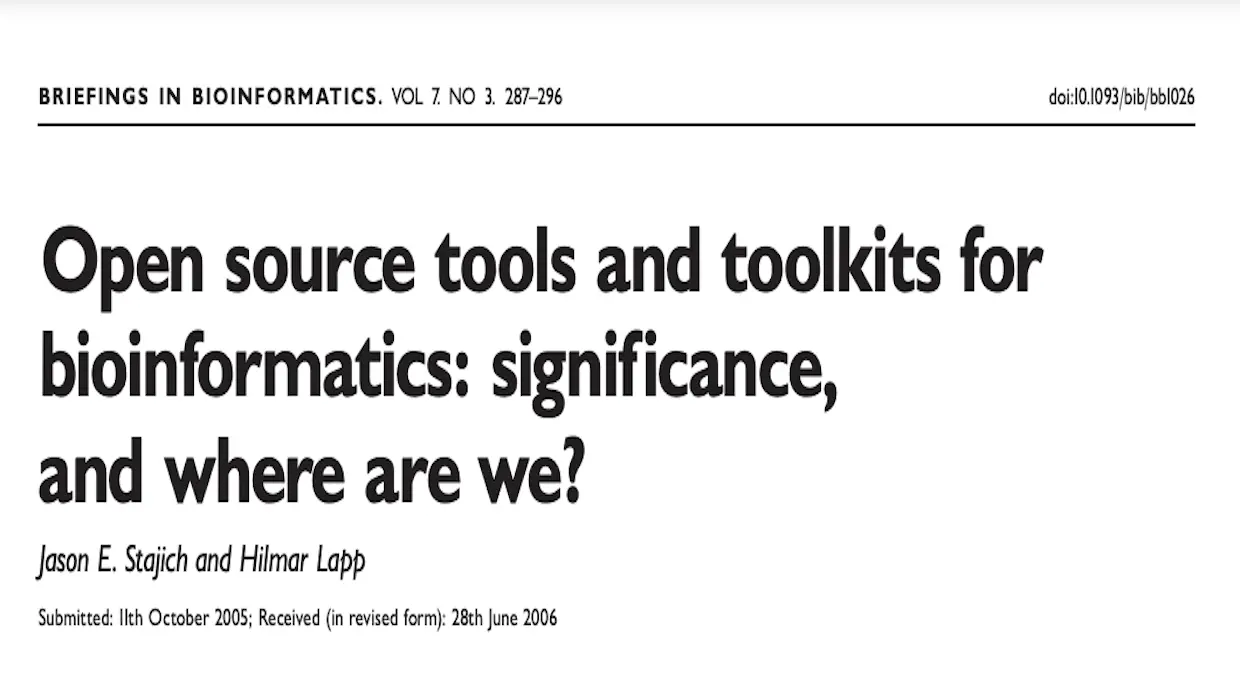 BRIEFINGS IN BIOINFORMATICS. VOL 7. NO 3. 287–296 doi:10.1093/bib/bbl026
Open source tools and toolkits for
bioinformatics: significance,
and where are we?
Jason E. Stajich and Hilmar Lapp
Submitted: 11th October 2005; Received (in revised form): 28th June 2006